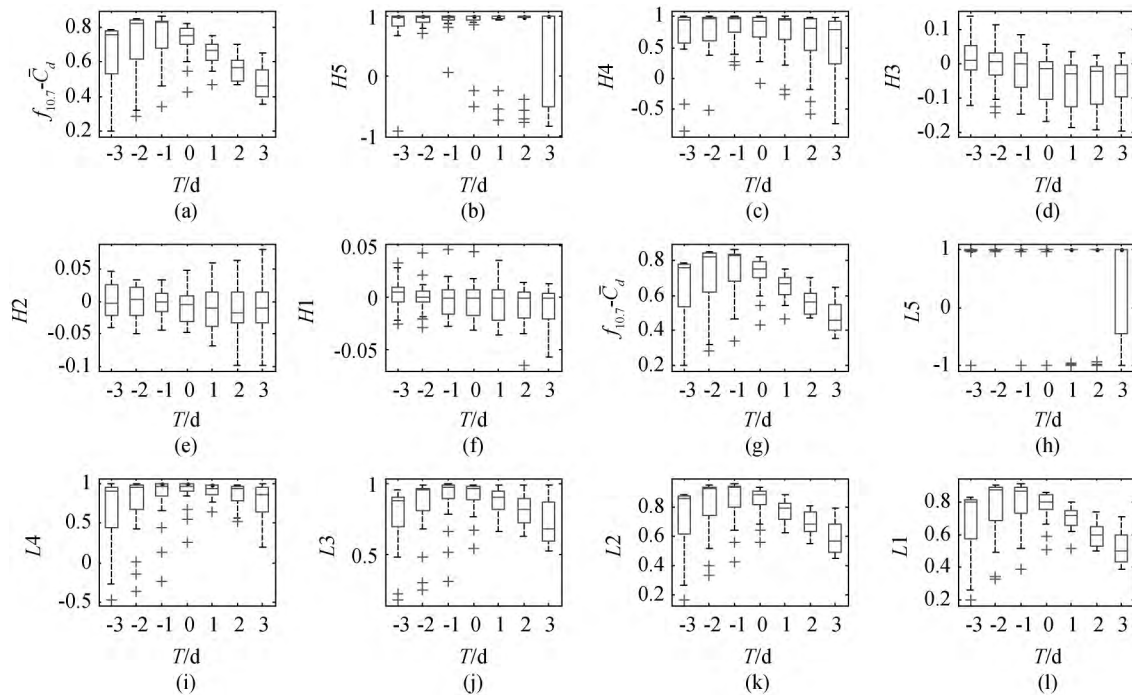 0.8
0.6
0.4
0.2
f10.7-C̄d
-3 -2 -1 0 1 2 3
T/d
(a)
1
0
-1
H5
-3 -2 -1 0 1 2 3
T/d
(b)
1.0
0.5
0
-0.5
H4
-3 -2 -1 0 1 2 3
T/d
(c)
0.1
0
-0.1
-0.2
H3
-3 -2 -1 0 1 2 3
T/d
(d)
0.05
0
-0.05
-0.1
H2
-3 -2 -1 0 1 2 3
T/d
(e)
0.05
0
-0.05
H1
-3 -2 -1 0 1 2 3
T/d
(f)
0.8
0.6
0.4
0.2
f10.7-C̄d
-3 -2 -1 0 1 2 3
T/d
(g)
1
0
-1
L5
-3 -2 -1 0 1 2 3
T/d
(h)
1.0
0.5
0
-0.5
L4
-3 -2 -1 0 1 2 3
T/d
(i)
1.0
0.5
L3
-3 -2 -1 0 1 2 3
T/d
(j)
0.8
0.6
0.4
0.2
L2
-3 -2 -1 0 1 2 3
T/d
(k)
0.8
0.6
0.4
0.2
L1
-3 -2 -1 0 1 2 3
T/d
(l)